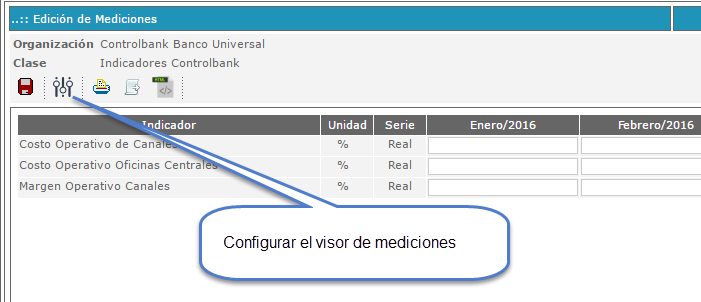 ..:: Edición de Mediciones
Organización Controlbank Banco Universal
Clase Indicadores Controlbank
HTML
Indicador Unidad Serie Enero/2016 Febrero/2016
Costo Operativo de Canales % Real
Costo Operativo Oficinas Centrales % Real
Margen Operativo Canales % Real
Configurar el visor de mediciones